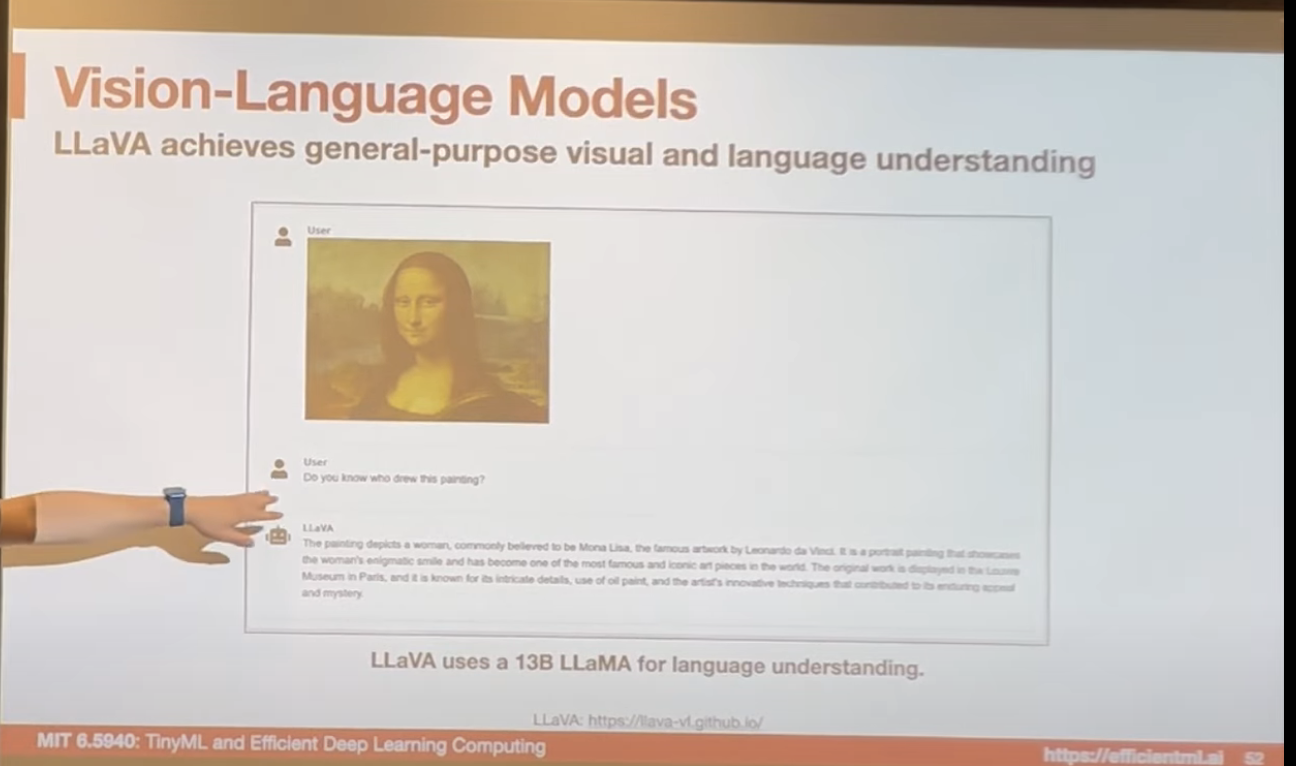 Vision-Language Models
LLaVA achieves general-purpose visual and language understanding
User
User
Do you know who drew this painting?
LLaVA
The painting depicts a woman, commonly believed to be Mona Lisa, the famous artwork by Leonardo da Vinci. It is a portrait painting that showcases
the woman's enigmatic smile and has become one of the most famous and iconic art pieces in the world. The original work is displayed in the Louvre
Museum in Paris, and it is known for its intricate details, use of oil paint, and the artist's innovative techniques that contributed to its enduring appeal
and mystery.
LLaVA uses a 13B LLaMA for language understanding.
LLaVA: https://llava-vl.github.io/
MIT 6.5940: TinyML and Efficient Deep Learning Computing
https://efficientml.ai 52